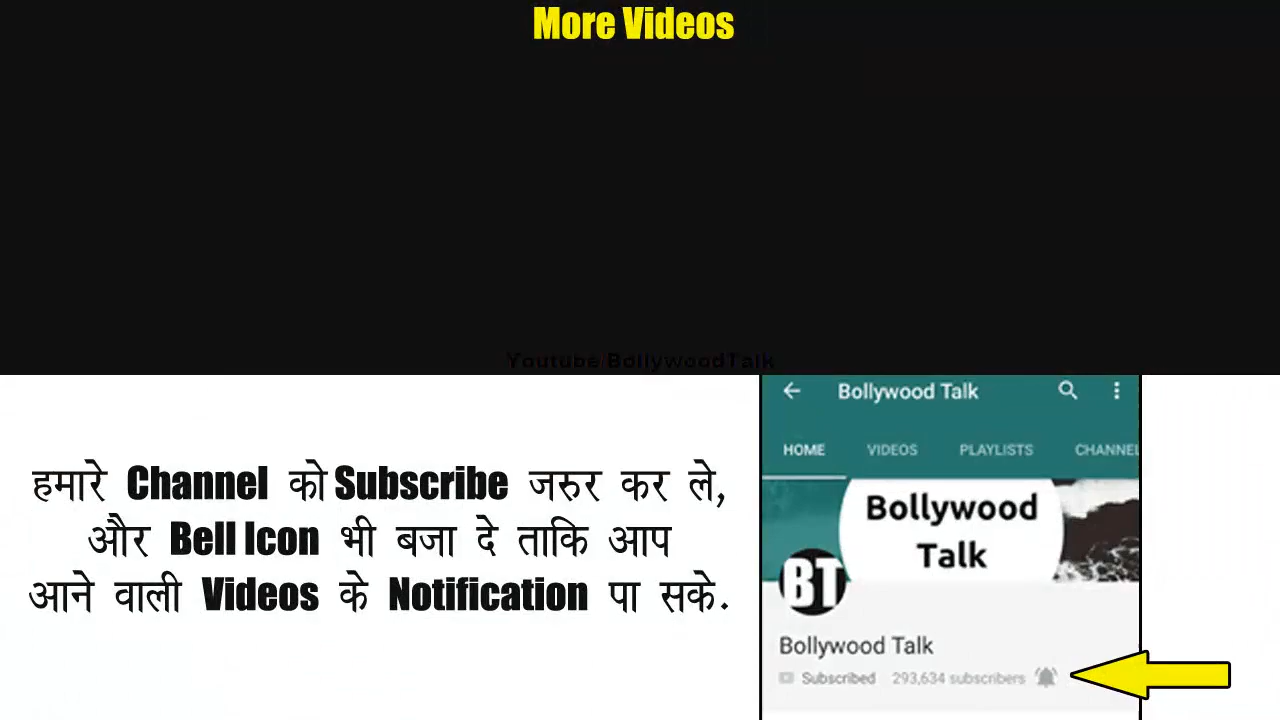 More Videos
Youtube BollywoodTalk
हमारे Channel को Subscribe जरुर कर ले,
और Bell Icon भी बजा दे ताकि आप
आने वाली Videos के Notification पा सके.
Bollywood Talk
HOME VIDEOS PLAYLISTS CHANNEL
Bollywood
Talk
BT
Bollywood Talk
Subscribed 293,634 subscribers